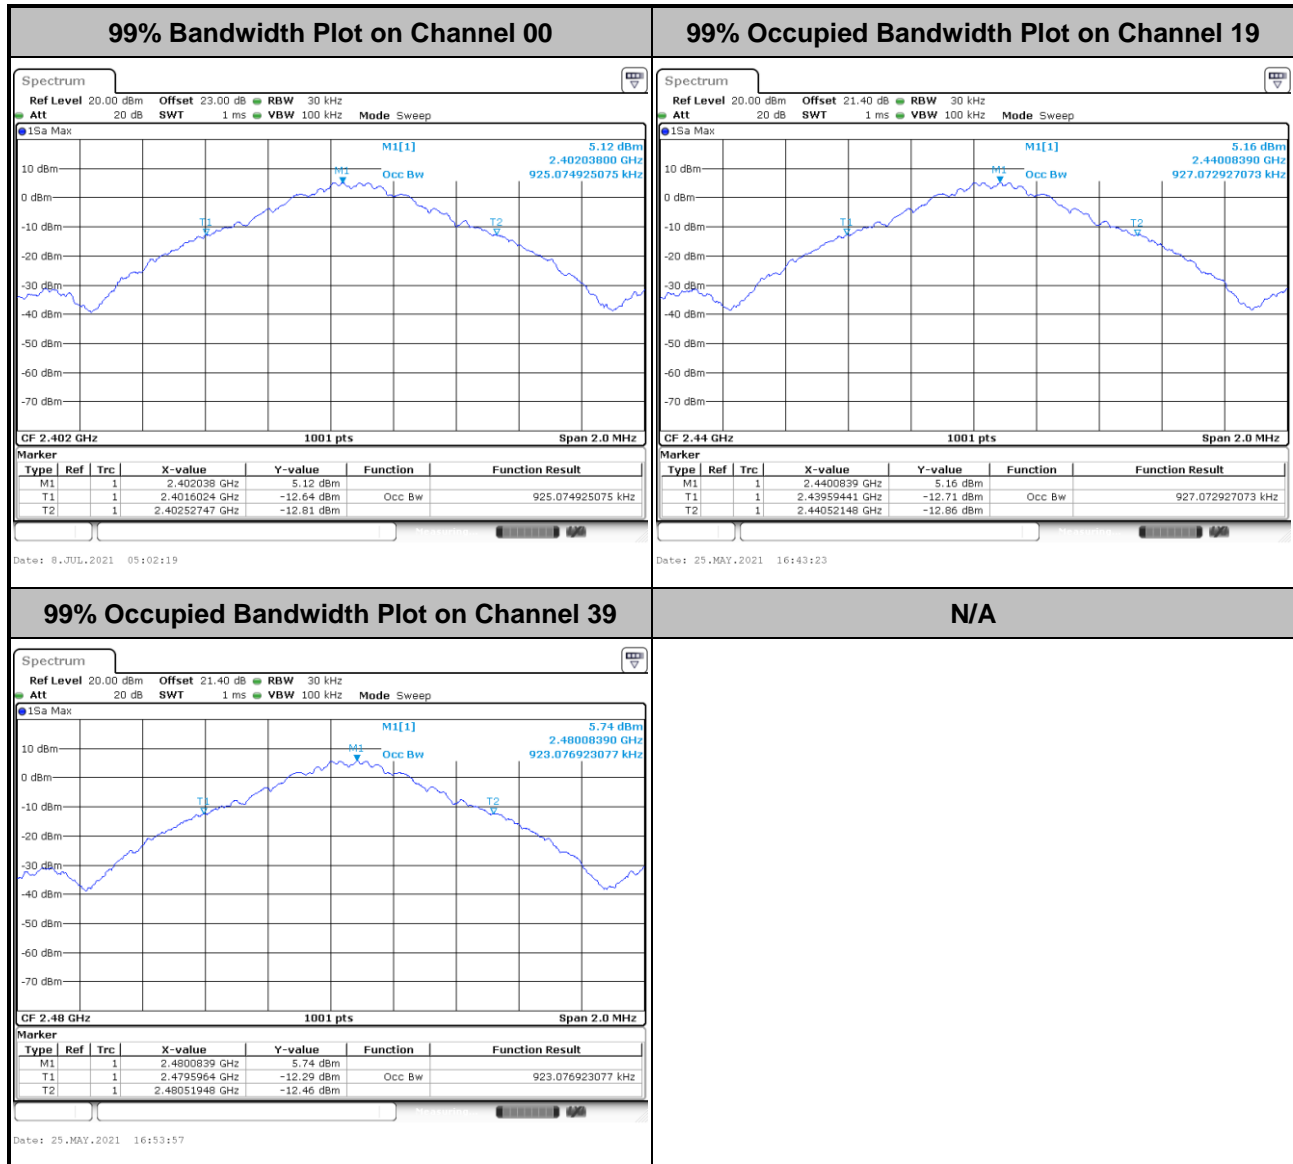 99% Bandwidth Plot on Channel 00
99% Occupied Bandwidth Plot on Channel 19
Spectrum
Ref Level 20.00 dBm Offset 23.00 dB RBW 30 kHz
Att 20 dB SWT 1 ms VBW 100 kHz Mode Sweep
1Sa Max
M1[1] 5.12 dBm
2.40203800 GHz
Occ Bw 925.074925075 kHz
M1
T1
T2
10 dBm
0 dBm
-10 dBm
-20 dBm
-30 dBm
-40 dBm
-50 dBm
-60 dBm
-70 dBm
CF 2.402 GHz 1001 pts Span 2.0 MHz
Marker
Type Ref Trc X-value Y-value Function Function Result
M1 1 2.402038 GHz 5.12 dBm
T1 1 2.4016024 GHz -12.64 dBm Occ Bw 925.074925075 kHz
T2 1 2.40252747 GHz -12.81 dBm
Date: 8.JUL.2021 05:02:19
Spectrum
Ref Level 20.00 dBm Offset 21.40 dB RBW 30 kHz
Att 20 dB SWT 1 ms VBW 100 kHz Mode Sweep
1Sa Max
M1[1] 5.16 dBm
2.44008390 GHz
Occ Bw 927.072927073 kHz
M1
T1
T2
10 dBm
0 dBm
-10 dBm
-20 dBm
-30 dBm
-40 dBm
-50 dBm
-60 dBm
-70 dBm
CF 2.44 GHz 1001 pts Span 2.0 MHz
Marker
Type Ref Trc X-value Y-value Function Function Result
M1 1 2.4400839 GHz 5.16 dBm
T1 1 2.43959441 GHz -12.71 dBm Occ Bw 927.072927073 kHz
T2 1 2.44052148 GHz -12.86 dBm
Measuring
Date: 25.MAY.2021 16:43:23
99% Occupied Bandwidth Plot on Channel 39
N/A
Spectrum
Ref Level 20.00 dBm Offset 21.40 dB RBW 30 kHz
Att 20 dB SWT 1 ms VBW 100 kHz Mode Sweep
1Sa Max
M1[1] 5.74 dBm
2.48008390 GHz
Occ Bw 923.076923077 kHz
M1
T1
T2
10 dBm
0 dBm
-10 dBm
-20 dBm
-30 dBm
-40 dBm
-50 dBm
-60 dBm
-70 dBm
CF 2.48 GHz 1001 pts Span 2.0 MHz
Marker
Type Ref Trc X-value Y-value Function Function Result
M1 1 2.4800839 GHz 5.74 dBm
T1 1 2.4795964 GHz -12.29 dBm Occ Bw 923.076923077 kHz
T2 1 2.48051948 GHz -12.46 dBm
Measuring
Date: 25.MAY.2021 16:53:57